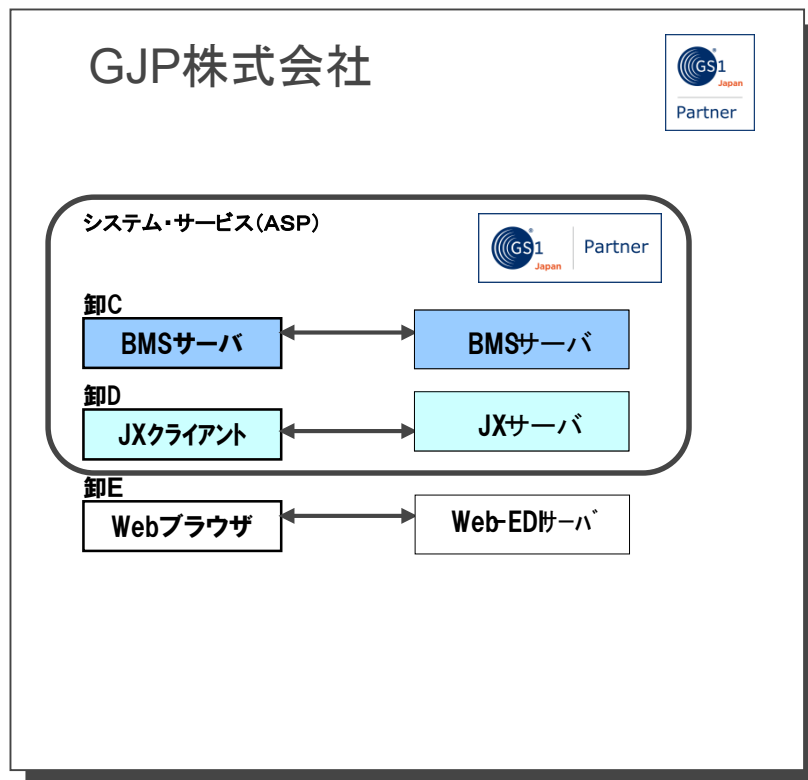 GJP株式会社
GS1
Japan
Partner
システム・サービス（ASP）
GS1
Japan
Partner
卸C
BMSサーバ
BMSサーバ
卸D
JXクライアント
JXサーバ
卸E
Webブラウザ
Web-EDIサーバ